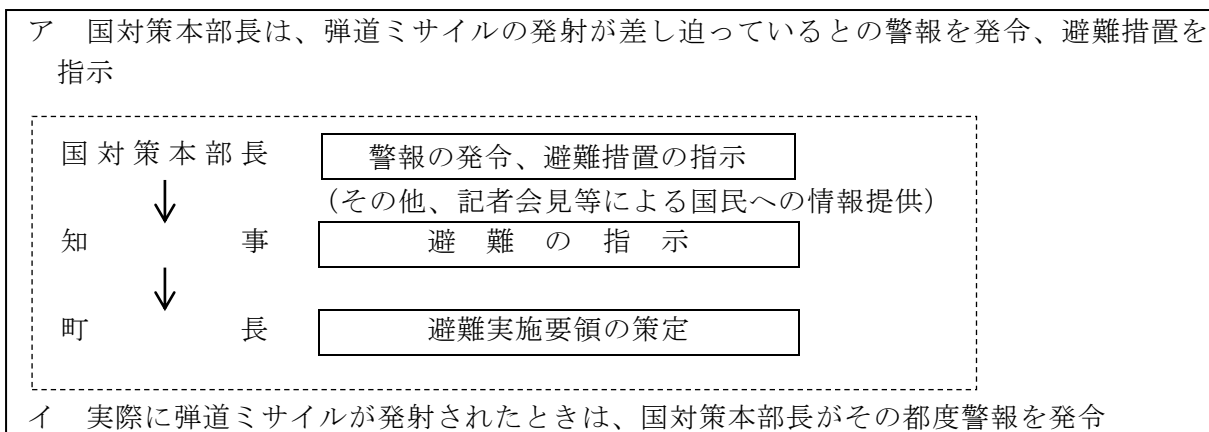 ア　国対策本部長は、弾道ミサイルの発射が差し迫っているとの警報を発令、避難措置を
指示
国対策本部長　警報の発令、避難措置の指示
（その他、記者会見等による国民への情報提供）
知　事　避難の指示
町　長　避難実施要領の策定
イ　実際に弾道ミサイルが発射されたときは、国対策本部長がその都度警報を発令